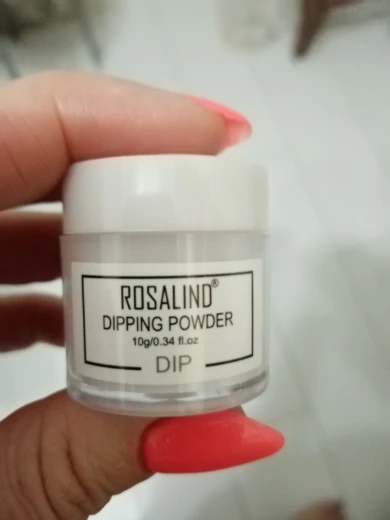 ROSALIND®
DIPPING POWDER
10g/0.34 fl.oz
DIP